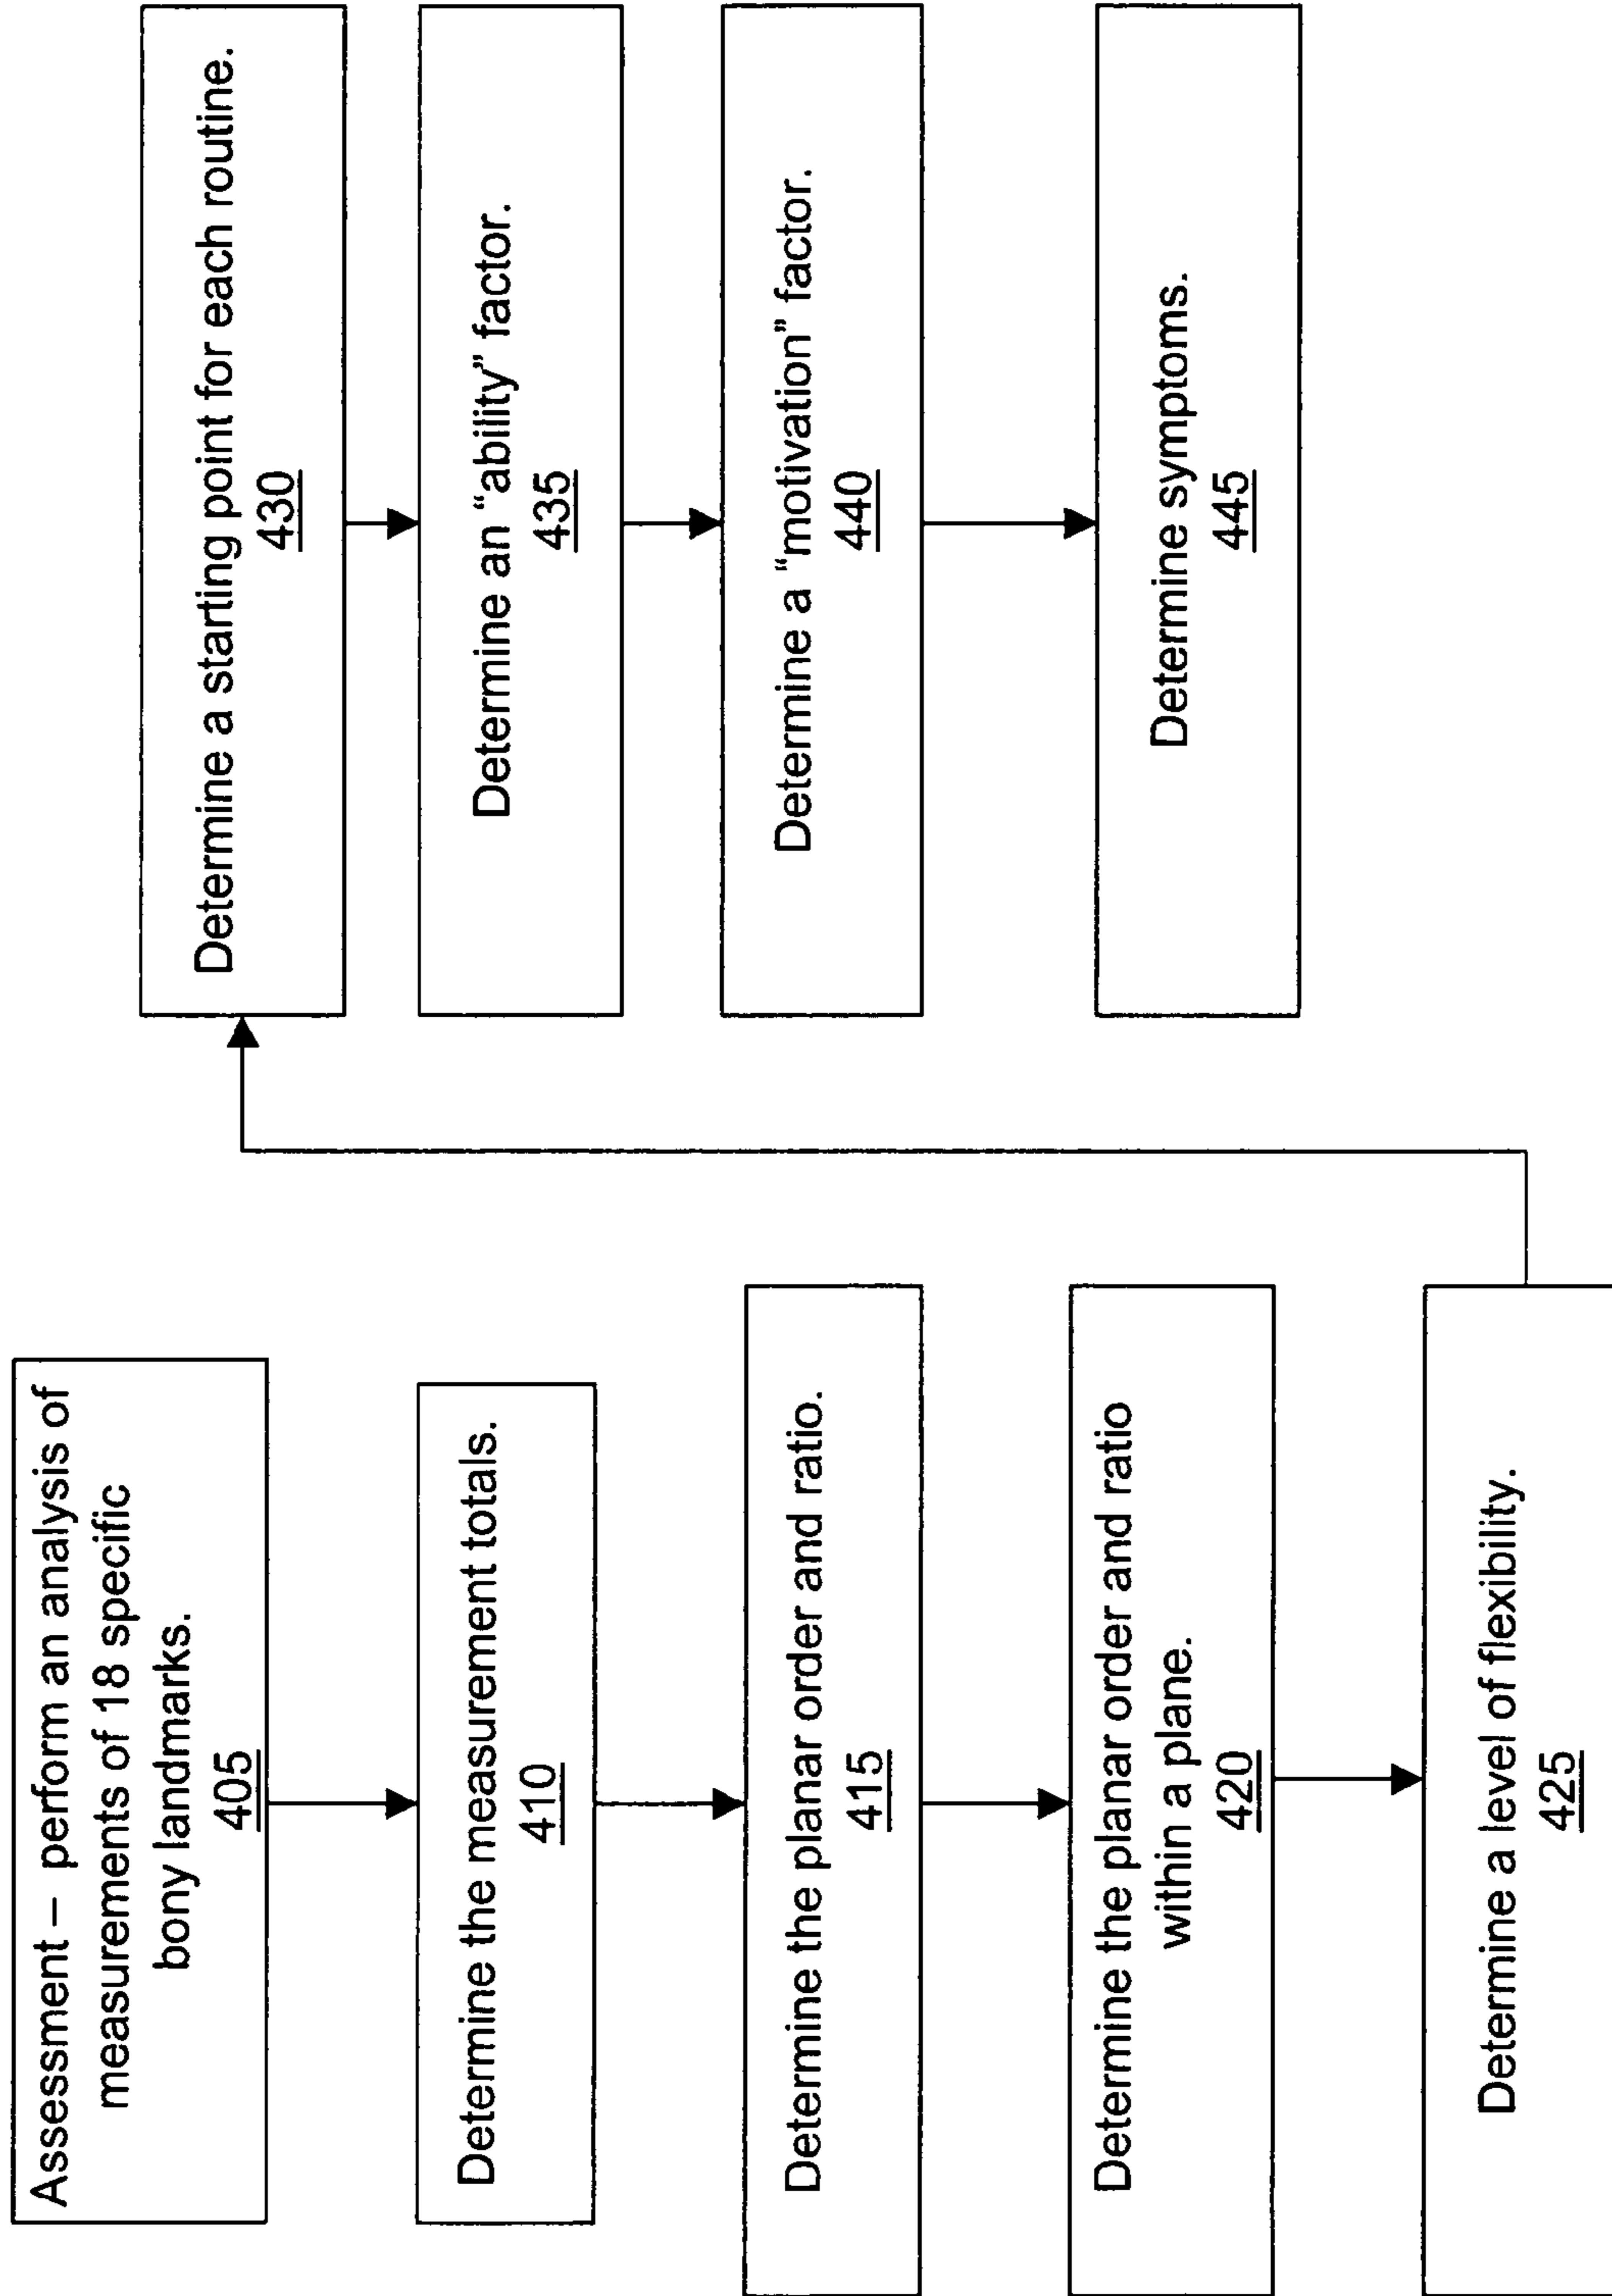 Assessment – perform an analysis of
measurements of 18 specific
bony landmarks.
405
Determine the measurement totals.
410
Determine the planar order and ratio.
415
Determine the planar order and ratio
within a plane.
420
Determine a level of flexibility.
425
Determine a starting point for each routine.
430
Determine an “ability” factor.
435
Determine a “motivation” factor.
440
Determine symptoms.
445